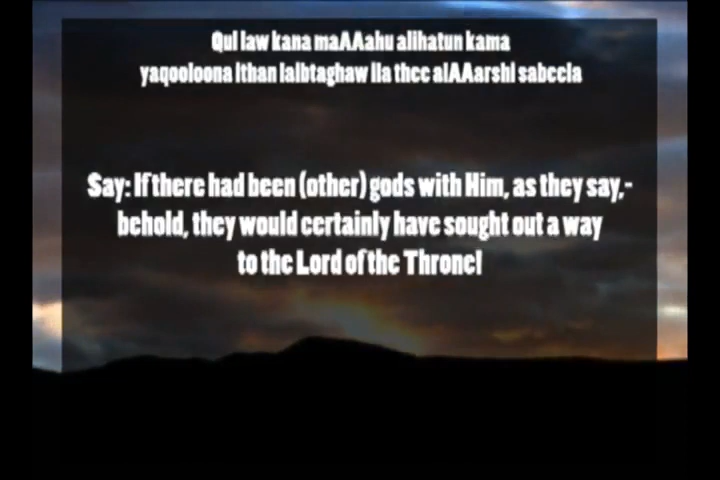 Qul law kana maAAahu alihatun kama
yaqooloona ithan laibtaghaw ila thee alAAarshi sabeela
Say: If there had been (other) gods with Him, as they say,-
behold, they would certainly have sought out a way
to the Lord of the Throne!